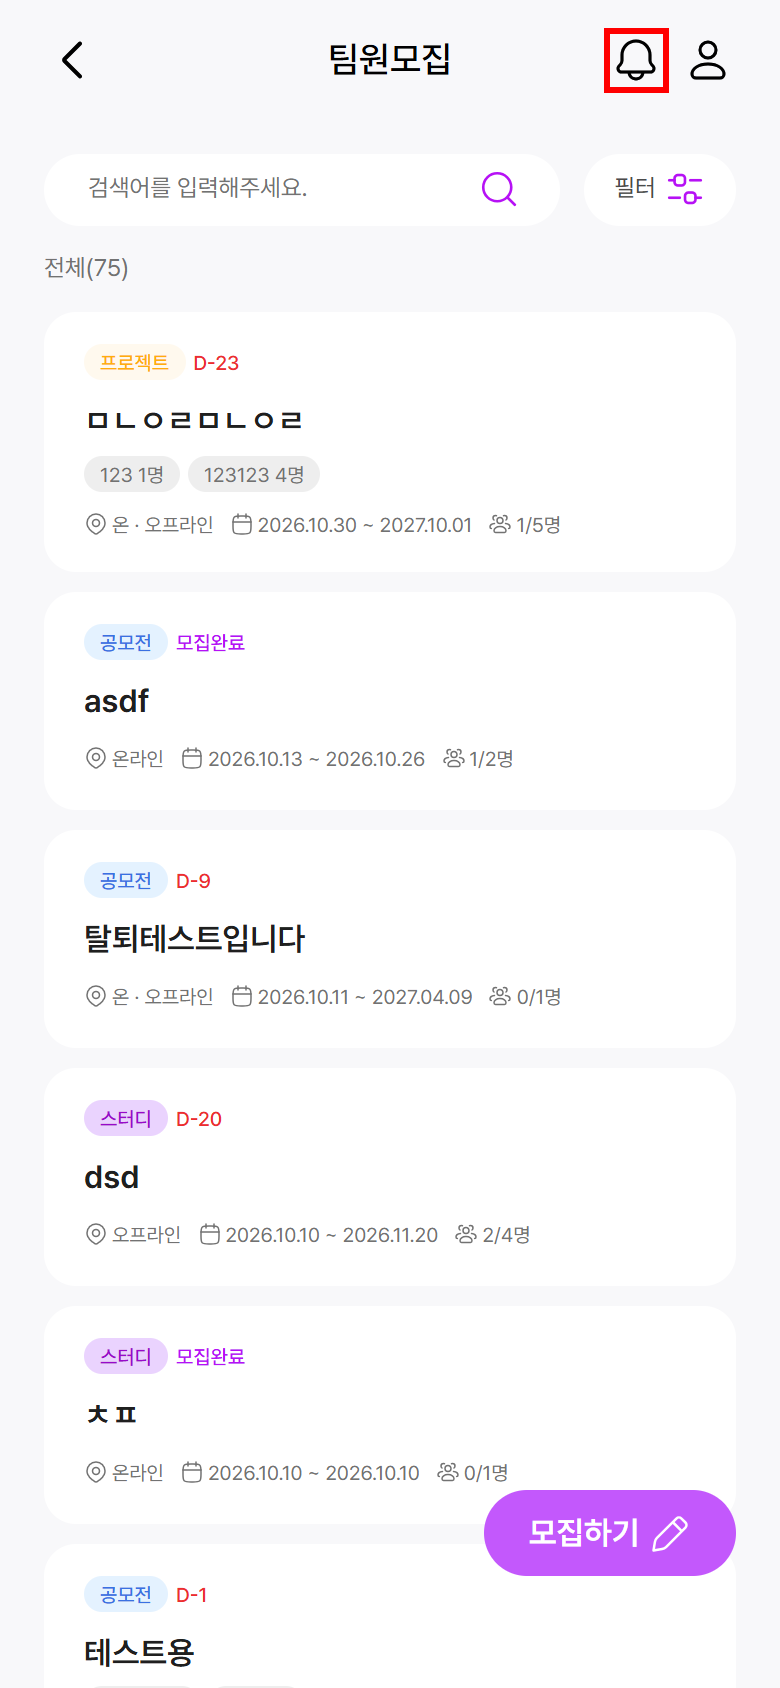 팀원모집
검색어를 입력해주세요.
필터
전체(75)
프로젝트 D-23
ㅁㄴㅇㄹㅁㄴㅇㄹ
123 1명 123123 4명
온 · 오프라인 2026.10.30 ~ 2027.10.01 1/5명
공모전 모집완료
asdf
온라인 2026.10.13 ~ 2026.10.26 1/2명
공모전 D-9
탈퇴테스트입니다
온 · 오프라인 2026.10.11 ~ 2027.04.09 0/1명
스터디 D-20
dsd
오프라인 2026.10.10 ~ 2026.11.20 2/4명
스터디 모집완료
ㅊㅍ
온라인 2026.10.10 ~ 2026.10.10 0/1명
모집하기
공모전 D-1
테스트용